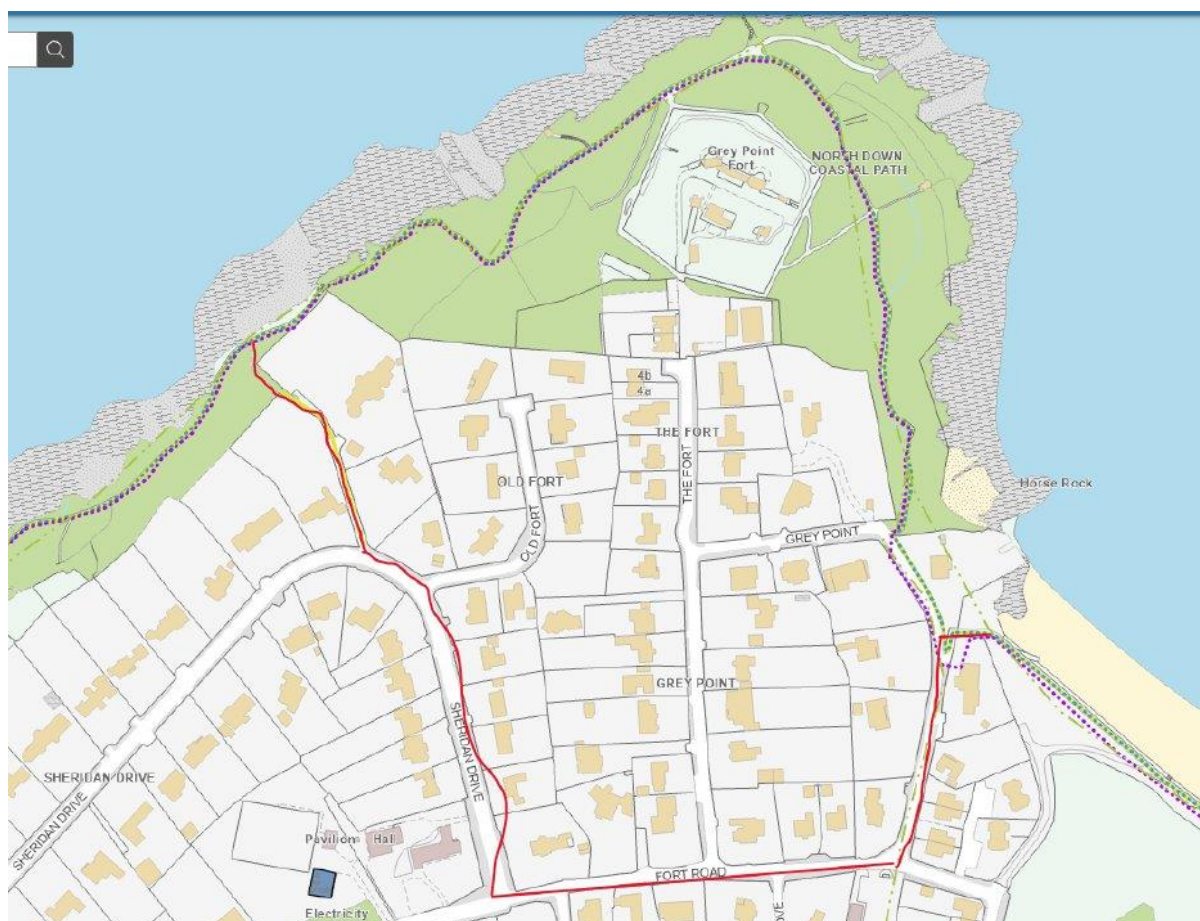 Grey Point
Fort
NORTH DOWN
COASTAL PATH
4b
4a
THE FORT
THE FORT
Horse Rock
OLD FORT
OLD FORT
GREY POINT
GREY POINT
SHERIDAN DRIVE
SHERIDAN DRIVE
SHERIDAN DRIVE
Pavilion Hall
FORT ROAD
Electricity